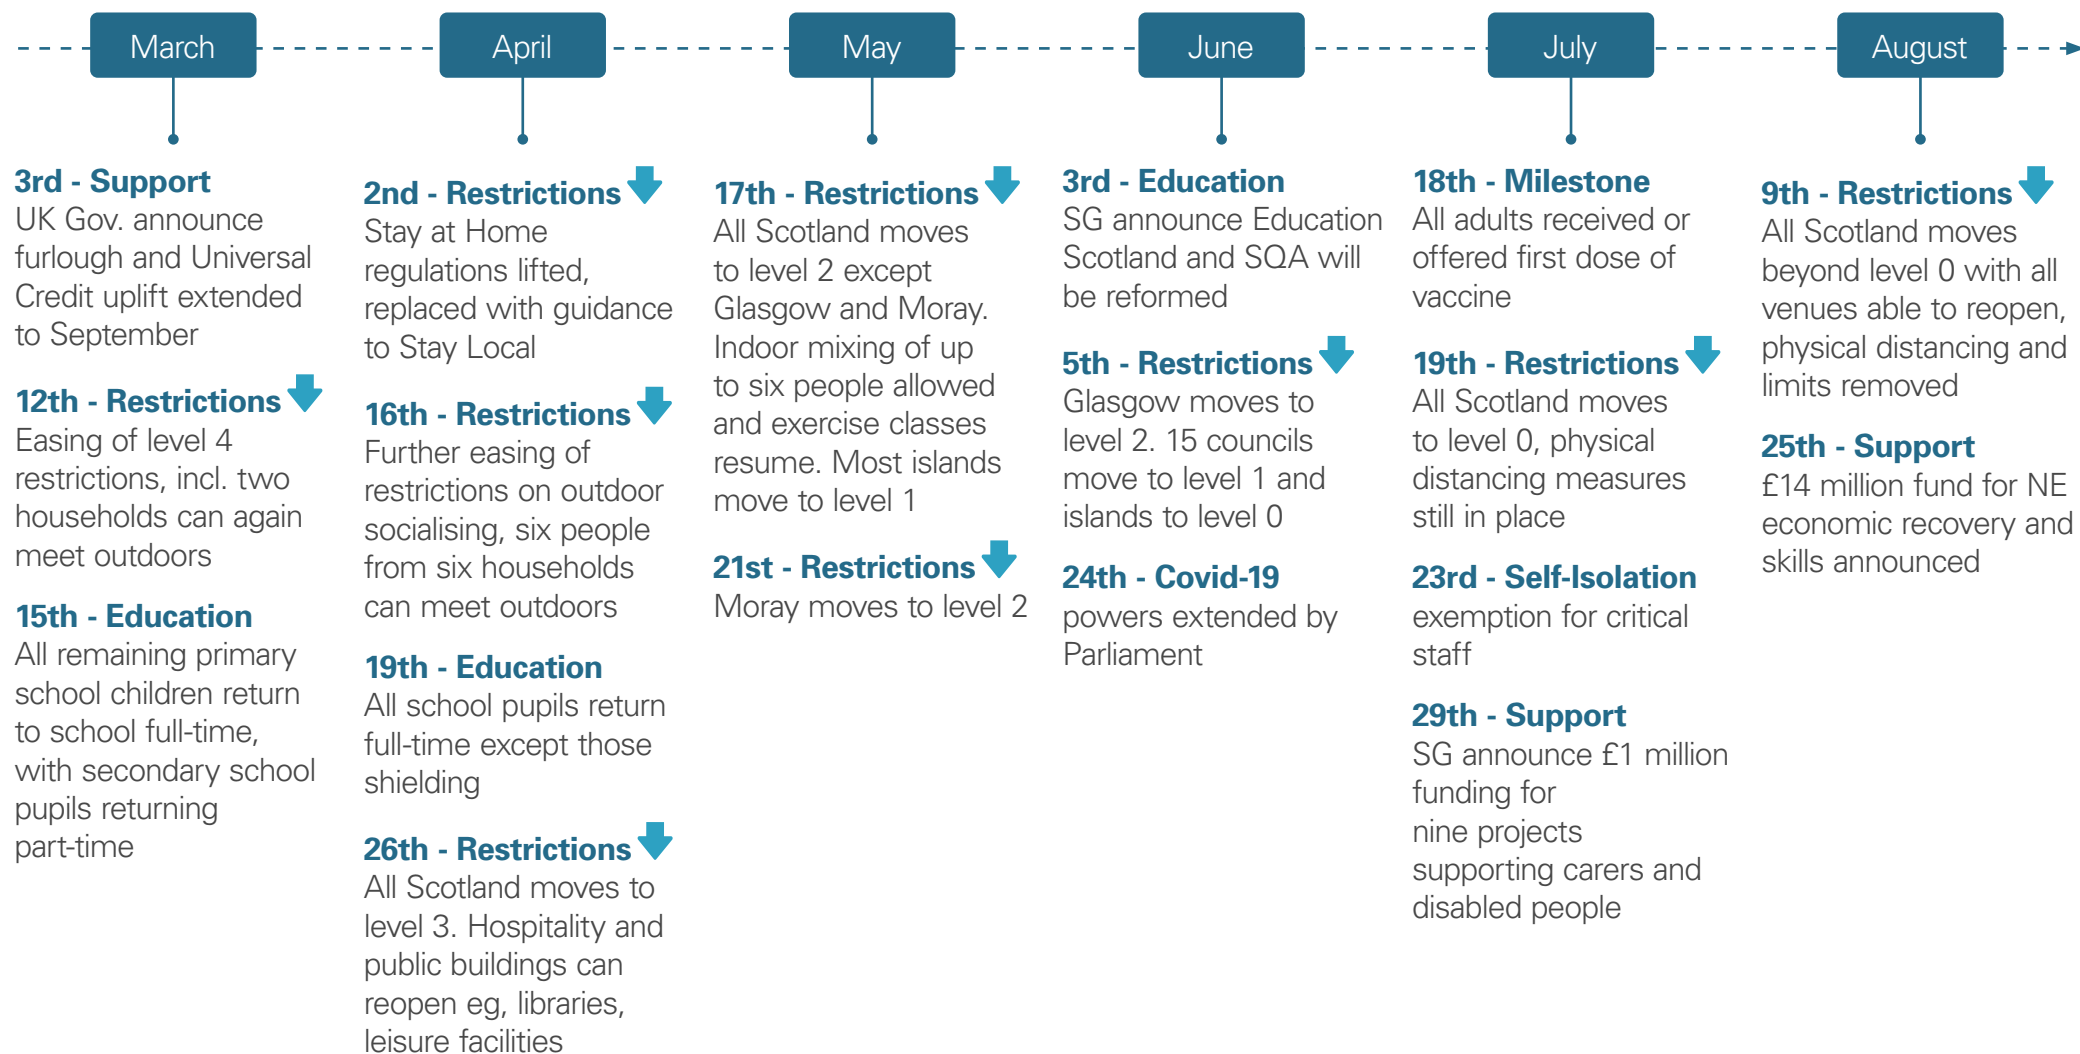 March
April
May
June
July
August
3rd - Support
UK Gov. announce
furlough and Universal
Credit uplift extended
to September
12th - Restrictions
Easing of level 4
restrictions, incl. two
households can again
meet outdoors
15th - Education
All remaining primary
school children return
to school full-time,
with secondary school
pupils returning
part-time
2nd - Restrictions
Stay at Home
regulations lifted,
replaced with guidance
to Stay Local
16th - Restrictions
Further easing of
restrictions on outdoor
socialising, six people
from six households
can meet outdoors
19th - Education
All school pupils return
full-time except those
shielding
26th - Restrictions
All Scotland moves to
level 3. Hospitality and
public buildings can
reopen eg, libraries,
leisure facilities
17th - Restrictions
All Scotland moves
to level 2 except
Glasgow and Moray.
Indoor mixing of up
to six people allowed
and exercise classes
resume. Most islands
move to level 1
21st - Restrictions
Moray moves to level 2
3rd - Education
SG announce Education
Scotland and SQA will
be reformed
5th - Restrictions
Glasgow moves to
level 2. 15 councils
move to level 1 and
islands to level 0
24th - Covid-19
powers extended by
Parliament
18th - Milestone
All adults received or
offered first dose of
vaccine
19th - Restrictions
All Scotland moves
to level 0, physical
distancing measures
still in place
23rd - Self-Isolation
exemption for critical
staff
29th - Support
SG announce £1 million
funding for
nine projects
supporting carers and
disabled people
9th - Restrictions
All Scotland moves
beyond level 0 with all
venues able to reopen,
physical distancing and
limits removed
25th - Support
£14 million fund for NE
economic recovery and
skills announced